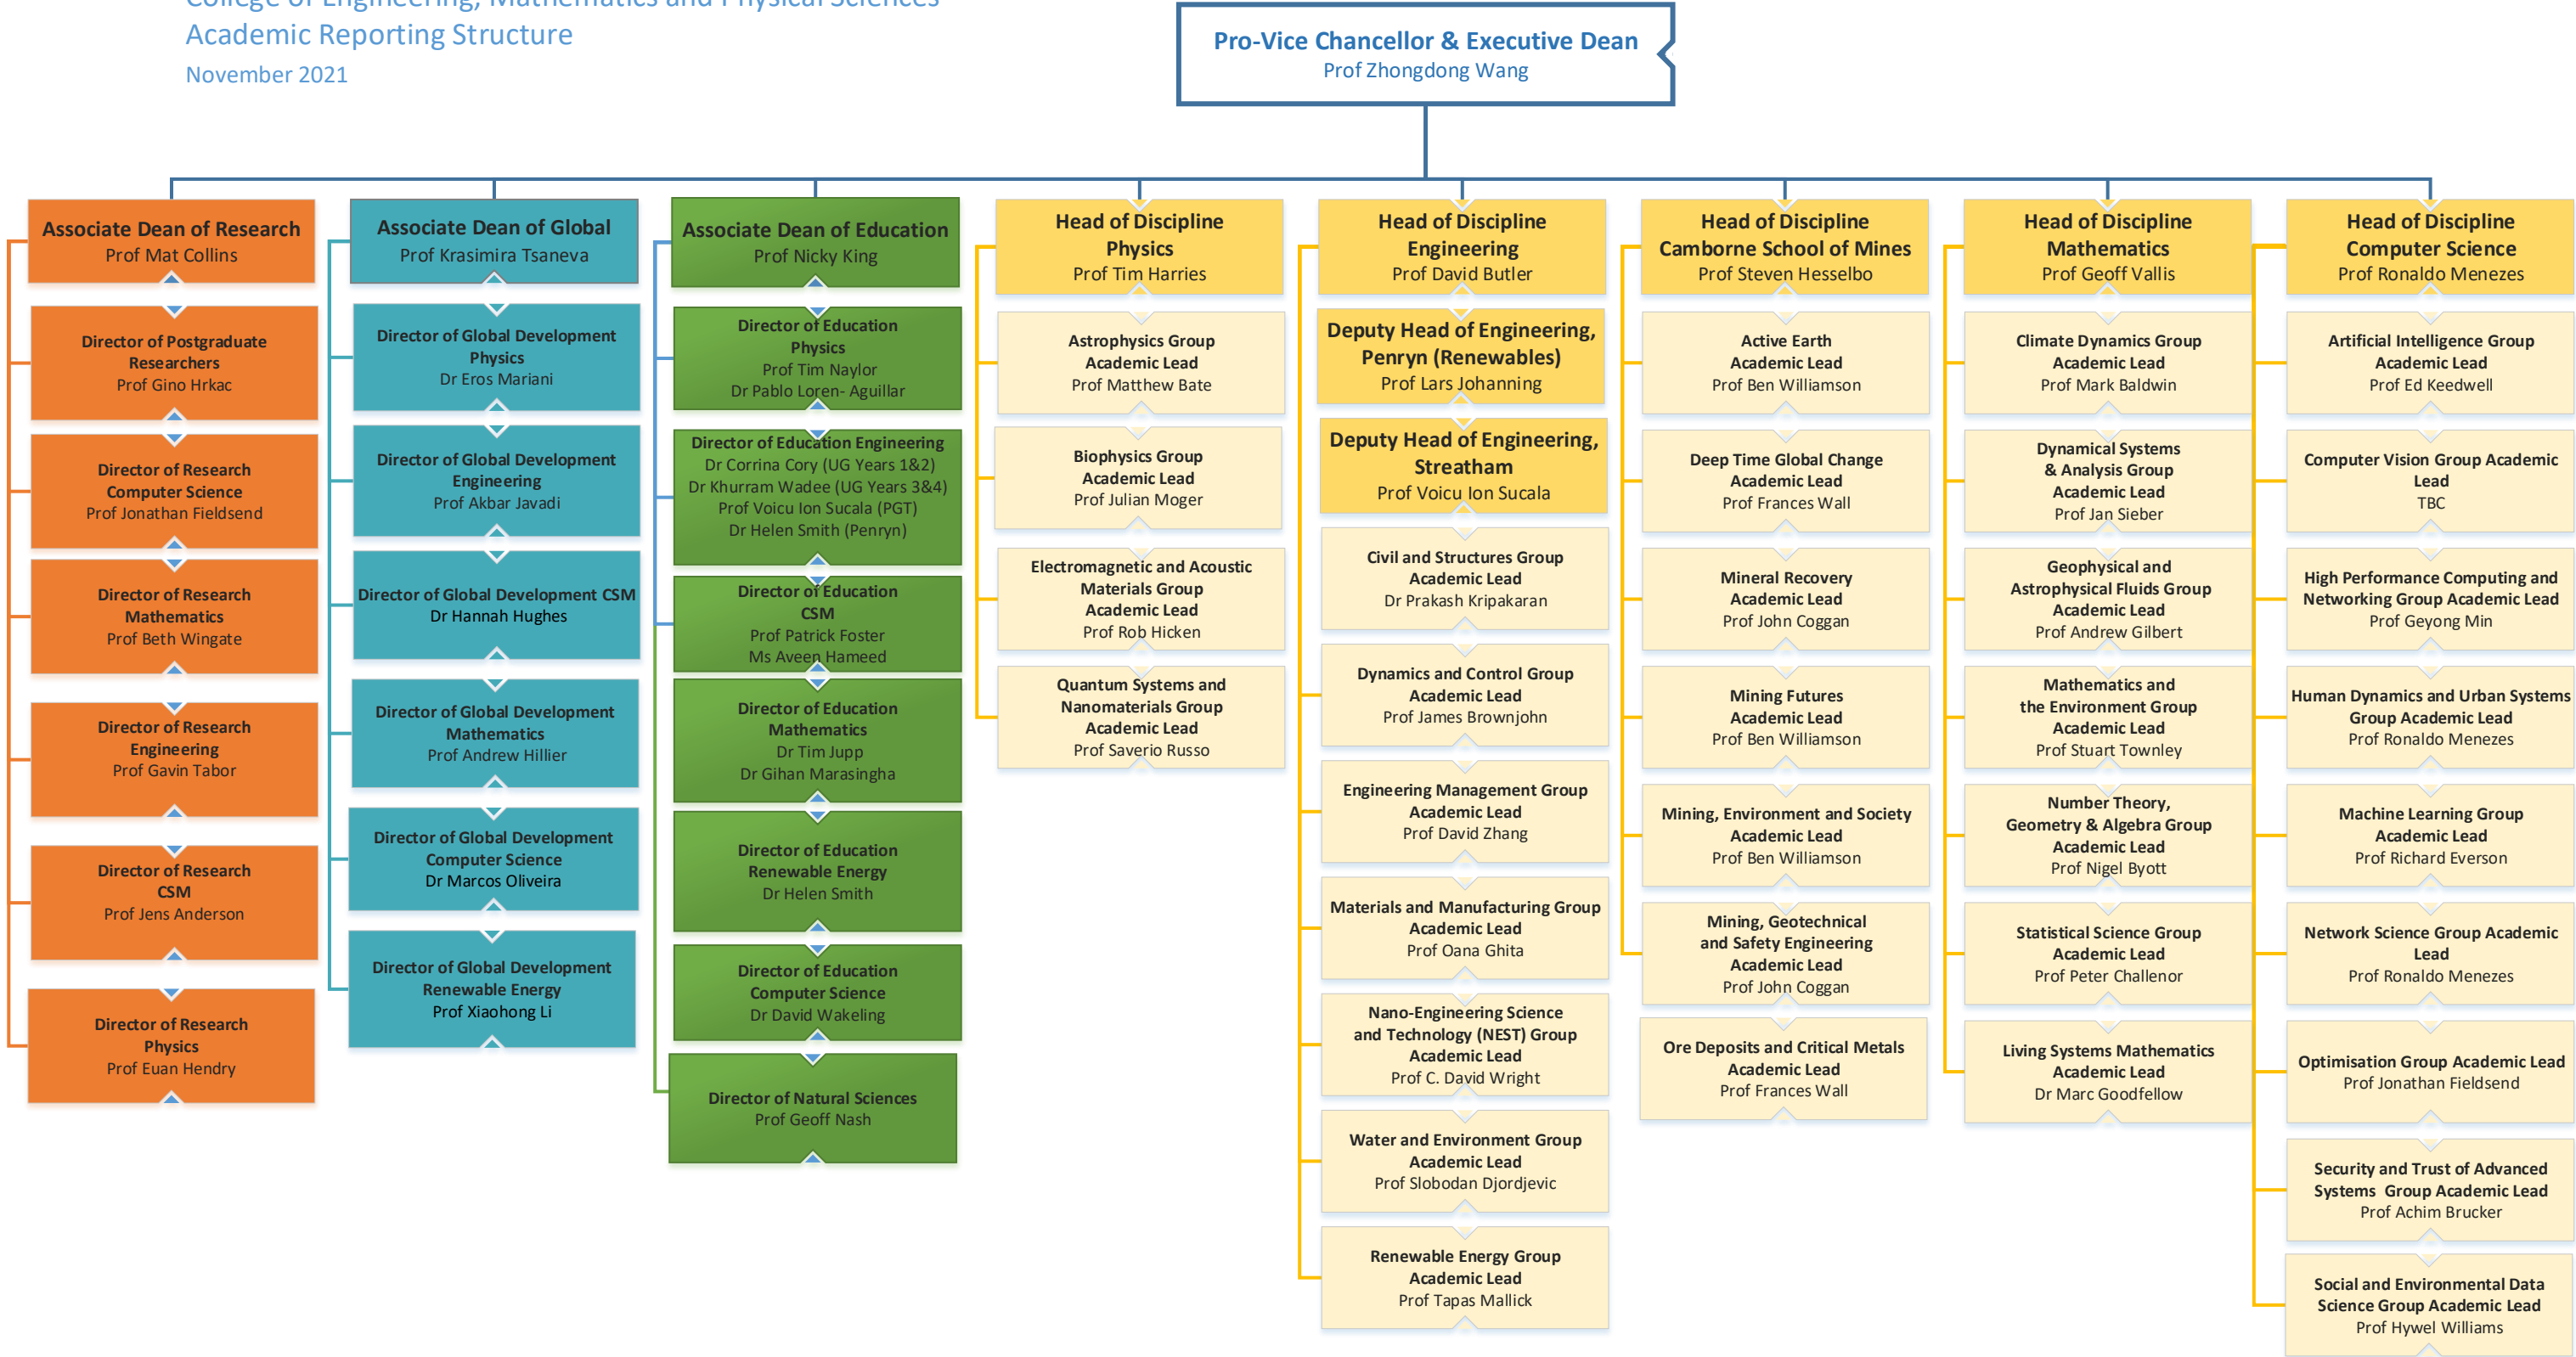 College of Engineering, Mathematics and Physical Sciences
Academic Reporting Structure
November 2021
Pro-Vice Chancellor & Executive Dean
Prof Zhongdong Wang
Associate Dean of Research
Prof Mat Collins
Director of Postgraduate
Researchers
Prof Gino Hrkac
Director of Research
Computer Science
Prof Jonathan Fieldsend
Director of Research
Mathematics
Prof Beth Wingate
Director of Research
Engineering
Prof Gavin Tabor
Director of Research
CSM
Prof Jens Anderson
Director of Research
Physics
Prof Euan Hendry
Associate Dean of Global
Prof Krasimira Tsaneva
Director of Global Development
Physics
Dr Eros Mariani
Director of Global Development
Engineering
Prof Akbar Javadi
Director of Global Development CSM
Dr Hannah Hughes
Director of Global Development
Mathematics
Prof Andrew Hillier
Director of Global Development
Computer Science
Dr Marcos Oliveira
Director of Global Development
Renewable Energy
Prof Xiaohong Li
Associate Dean of Education
Prof Nicky King
Director of Education
Physics
Prof Tim Naylor
Dr Pablo Loren- Aguillar
Director of Education Engineering
Dr Corrina Cory (UG Years 1&2)
Dr Khurram Wadee (UG Years 3&4)
Prof Voicu Ion Sucala (PGT)
Dr Helen Smith (Penryn)
Director of Education
CSM
Prof Patrick Foster
Ms Aveen Hameed
Director of Education
Mathematics
Dr Tim Jupp
Dr Gihan Marasingha
Director of Education
Renewable Energy
Dr Helen Smith
Director of Education
Computer Science
Dr David Wakeling
Director of Natural Sciences
Prof Geoff Nash
Head of Discipline
Physics
Prof Tim Harries
Astrophysics Group
Academic Lead
Prof Matthew Bate
Biophysics Group
Academic Lead
Prof Julian Moger
Electromagnetic and Acoustic
Materials Group
Academic Lead
Prof Rob Hicken
Quantum Systems and
Nanomaterials Group
Academic Lead
Prof Saverio Russo
Head of Discipline
Engineering
Prof David Butler
Deputy Head of Engineering,
Penryn (Renewables)
Prof Lars Johanning
Deputy Head of Engineering,
Streatham
Prof Voicu Ion Sucala
Civil and Structures Group
Academic Lead
Dr Prakash Kripakaran
Dynamics and Control Group
Academic Lead
Prof James Brownjohn
Engineering Management Group
Academic Lead
Prof David Zhang
Materials and Manufacturing Group
Academic Lead
Prof Oana Ghita
Nano-Engineering Science
and Technology (NEST) Group
Academic Lead
Prof C. David Wright
Water and Environment Group
Academic Lead
Prof Slobodan Djordjevic
Renewable Energy Group
Academic Lead
Prof Tapas Mallick
Head of Discipline
Camborne School of Mines
Prof Steven Hesselbo
Active Earth
Academic Lead
Prof Ben Williamson
Deep Time Global Change
Academic Lead
Prof Frances Wall
Mineral Recovery
Academic Lead
Prof John Coggan
Mining Futures
Academic Lead
Prof Ben Williamson
Mining, Environment and Society
Academic Lead
Prof Ben Williamson
Mining, Geotechnical
and Safety Engineering
Academic Lead
Prof John Coggan
Ore Deposits and Critical Metals
Academic Lead
Prof Frances Wall
Head of Discipline
Mathematics
Prof Geoff Vallis
Climate Dynamics Group
Academic Lead
Prof Mark Baldwin
Dynamical Systems
& Analysis Group
Academic Lead
Prof Jan Sieber
Geophysical and
Astrophysical Fluids Group
Academic Lead
Prof Andrew Gilbert
Mathematics and
the Environment Group
Academic Lead
Prof Stuart Townley
Number Theory,
Geometry & Algebra Group
Academic Lead
Prof Nigel Byott
Statistical Science Group
Academic Lead
Prof Peter Challenor
Living Systems Mathematics
Academic Lead
Dr Marc Goodfellow
Head of Discipline
Computer Science
Prof Ronaldo Menezes
Artificial Intelligence Group
Academic Lead
Prof Ed Keedwell
Computer Vision Group Academic
Lead
TBC
High Performance Computing and
Networking Group Academic Lead
Prof Geyong Min
Human Dynamics and Urban Systems
Group Academic Lead
Prof Ronaldo Menezes
Machine Learning Group
Academic Lead
Prof Richard Everson
Network Science Group Academic
Lead
Prof Ronaldo Menezes
Optimisation Group Academic Lead
Prof Jonathan Fieldsend
Security and Trust of Advanced
Systems Group Academic Lead
Prof Achim Brucker
Social and Environmental Data
Science Group Academic Lead
Prof Hywel Williams